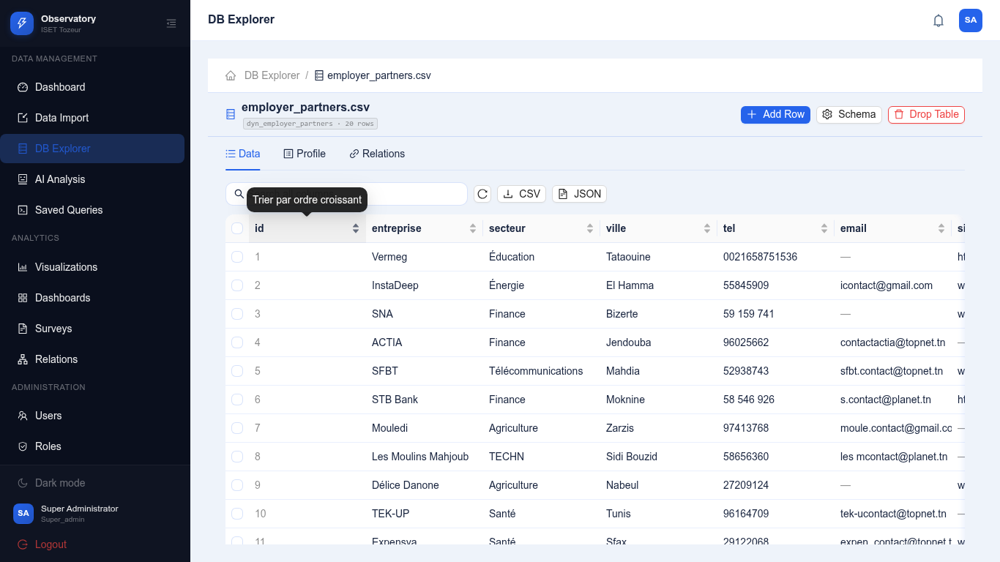 Observatory
ISET Tozeur
DATA MANAGEMENT
Dashboard
Data Import
DB Explorer
AI Analysis
Saved Queries
ANALYTICS
Visualizations
Dashboards
Surveys
Relations
ADMINISTRATION
Users
Roles
Dark mode
SA Super Administrator
Super_admin
Logout
DB Explorer
SA
DB Explorer / employer_partners.csv
employer_partners.csv
dyn_employer_partners · 20 rows
Add Row Schema Drop Table
Data Profile Relations
Trier par ordre croissant
CSV JSON
id entreprise secteur ville tel email si
1 Vermeg Éducation Tataouine 0021658751536 — ht
2 InstaDeep Énergie El Hamma 55845909 icontact@gmail.com w
3 SNA Finance Bizerte 59 159 741 — w
4 ACTIA Finance Jendouba 96025662 contactactia@topnet.tn —
5 SFBT Télécommunications Mahdia 52938743 sfbt.contact@topnet.tn w
6 STB Bank Finance Moknine 58 546 926 s.contact@planet.tn ht
7 Mouledi Agriculture Zarzis 97413768 moule.contact@gmail.co —
8 Les Moulins Mahjoub TECHN Sidi Bouzid 58656360 les mcontact@planet.tn —
9 Délice Danone Agriculture Nabeul 27209124 — w
10 TEK-UP Santé Tunis 96164709 tek-ucontact@topnet.tn —
11 Expensya Santé Sfax 29122068 expen_contact@topnet.t w